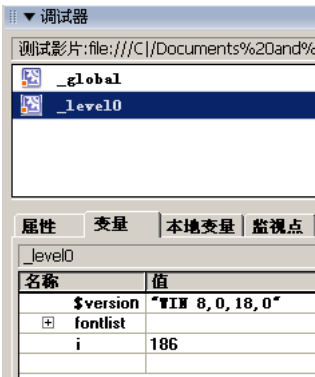 调试器
测试影片:file:///C|/Documents%20and%
_global
_level0
属性 变量 本地变量 监视点
_level0
名称 值
$version "WIN 8,0,18,0"
fontlist
i 186